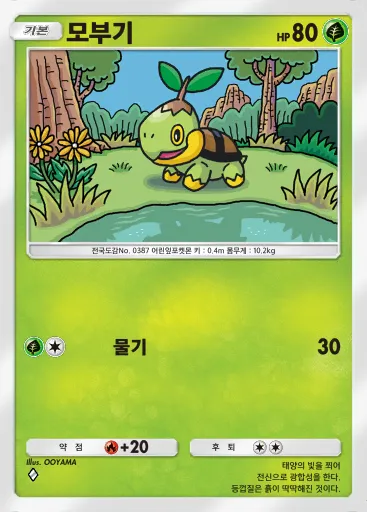 기본 모부기 HP 80
전국도감No. 0387 어린잎포켓몬 키 : 0.4m 몸무게 : 10.2kg
물기 30
약점 +20 후퇴
Illus. OOYAMA
태양의 빛을 쬐어
전신으로 광합성을 한다.
등껍질은 흙이 딱딱해진 것이다.